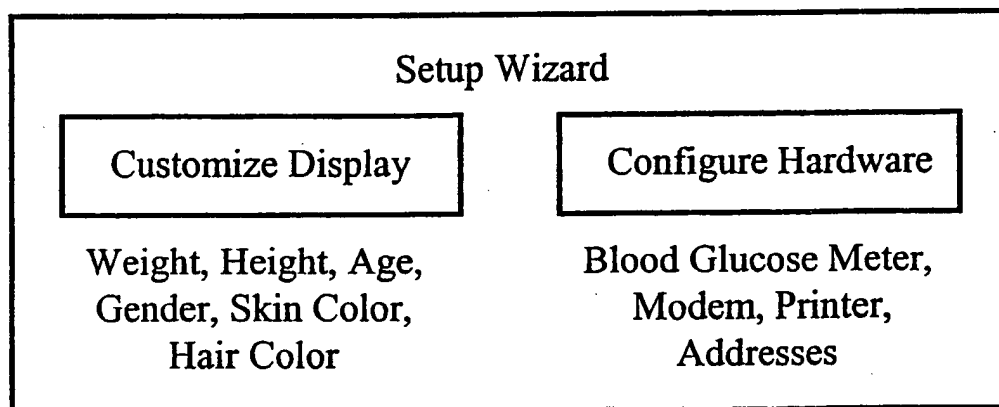 Setup Wizard
Customize Display
Weight, Height, Age,
Gender, Skin Color,
Hair Color
Configure Hardware
Blood Glucose Meter,
Modem, Printer,
Addresses